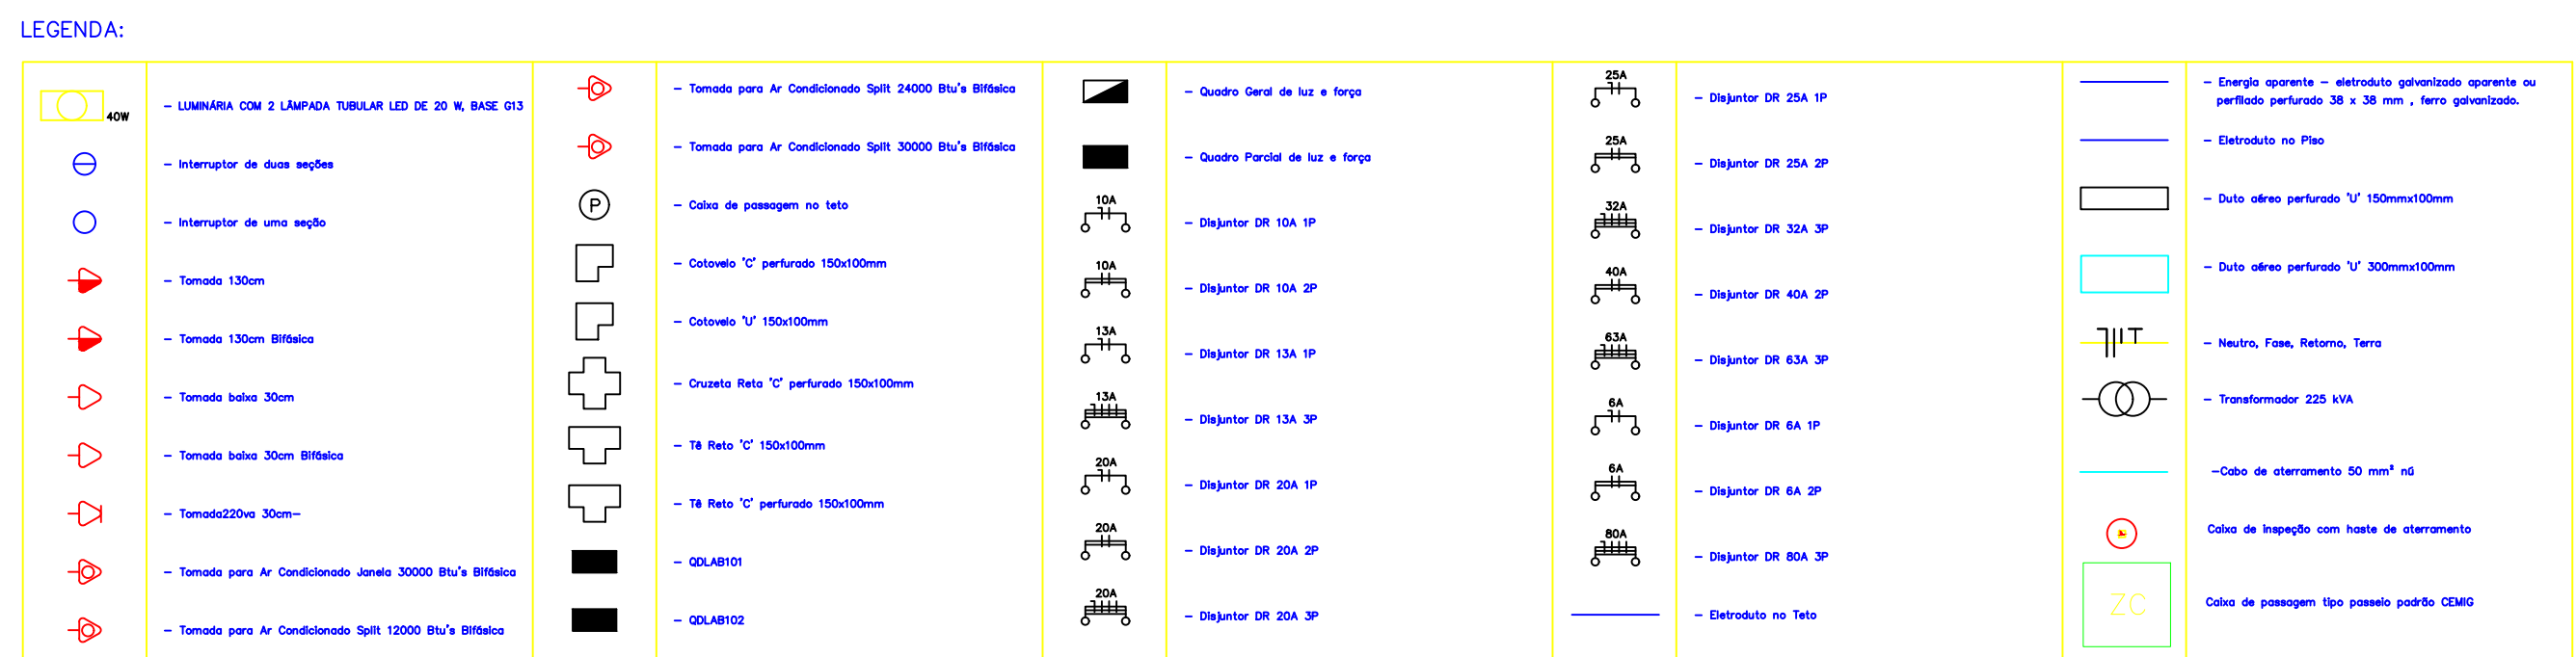 LEGENDA:
40W
- LUMINÁRIA COM 2 LÂMPADA TUBULAR LED DE 20 W, BASE G13
- Interruptor de duas seções
- Interruptor de uma seção
- Tomada 130cm
- Tomada 130cm Bifásica
- Tomada baixa 30cm
- Tomada baixa 30cm Bifásica
- Tomada220va 30cm-
- Tomada para Ar Condicionado Janela 30000 Btu's Bifásica
- Tomada para Ar Condicionado Split 12000 Btu's Bifásica
- Tomada para Ar Condicionado Split 24000 Btu's Bifásica
- Tomada para Ar Condicionado Split 30000 Btu's Bifásica
P
- Caixa de passagem no teto
- Cotovelo 'C' perfurado 150x100mm
- Cotovelo 'U' 150x100mm
- Cruzeta Reta 'C' perfurado 150x100mm
- Tê Reto 'C' 150x100mm
- Tê Reto 'C' perfurado 150x100mm
- QDLAB101
- QDLAB102
- Quadro Geral de luz e força
- Quadro Parcial de luz e força
10A
- Disjuntor DR 10A 1P
10A
- Disjuntor DR 10A 2P
13A
- Disjuntor DR 13A 1P
13A
- Disjuntor DR 13A 3P
20A
- Disjuntor DR 20A 1P
20A
- Disjuntor DR 20A 2P
20A
- Disjuntor DR 20A 3P
25A
- Disjuntor DR 25A 1P
25A
- Disjuntor DR 25A 2P
32A
- Disjuntor DR 32A 3P
40A
- Disjuntor DR 40A 2P
63A
- Disjuntor DR 63A 3P
6A
- Disjuntor DR 6A 1P
6A
- Disjuntor DR 6A 2P
80A
- Disjuntor DR 80A 3P
- Eletroduto no Teto
- Energia aparente - eletroduto galvanizado aparente ou
perfilado perfurado 38 x 38 mm , ferro galvanizado.
- Eletroduto no Piso
- Duto aéreo perfurado 'U' 150mmx100mm
- Duto aéreo perfurado 'U' 300mmx100mm
- Neutro, Fase, Retorno, Terra
- Transformador 225 kVA
-Cabo de aterramento 50 mm² nú
Caixa de inspeção com haste de aterramento
ZC
Caixa de passagem tipo passeio padrão CEMIG